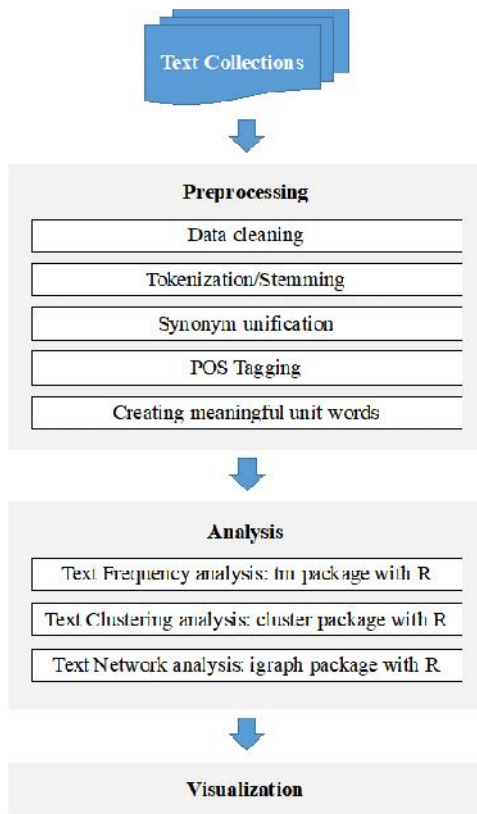 Text Collections
Preprocessing
Data cleaning
Tokenization/Stemming
Synonym unification
POS Tagging
Creating meaningful unit words
Analysis
Text Frequency analysis: tm package with R
Text Clustering analysis: cluster package with R
Text Network analysis: igraph package with R
Visualization